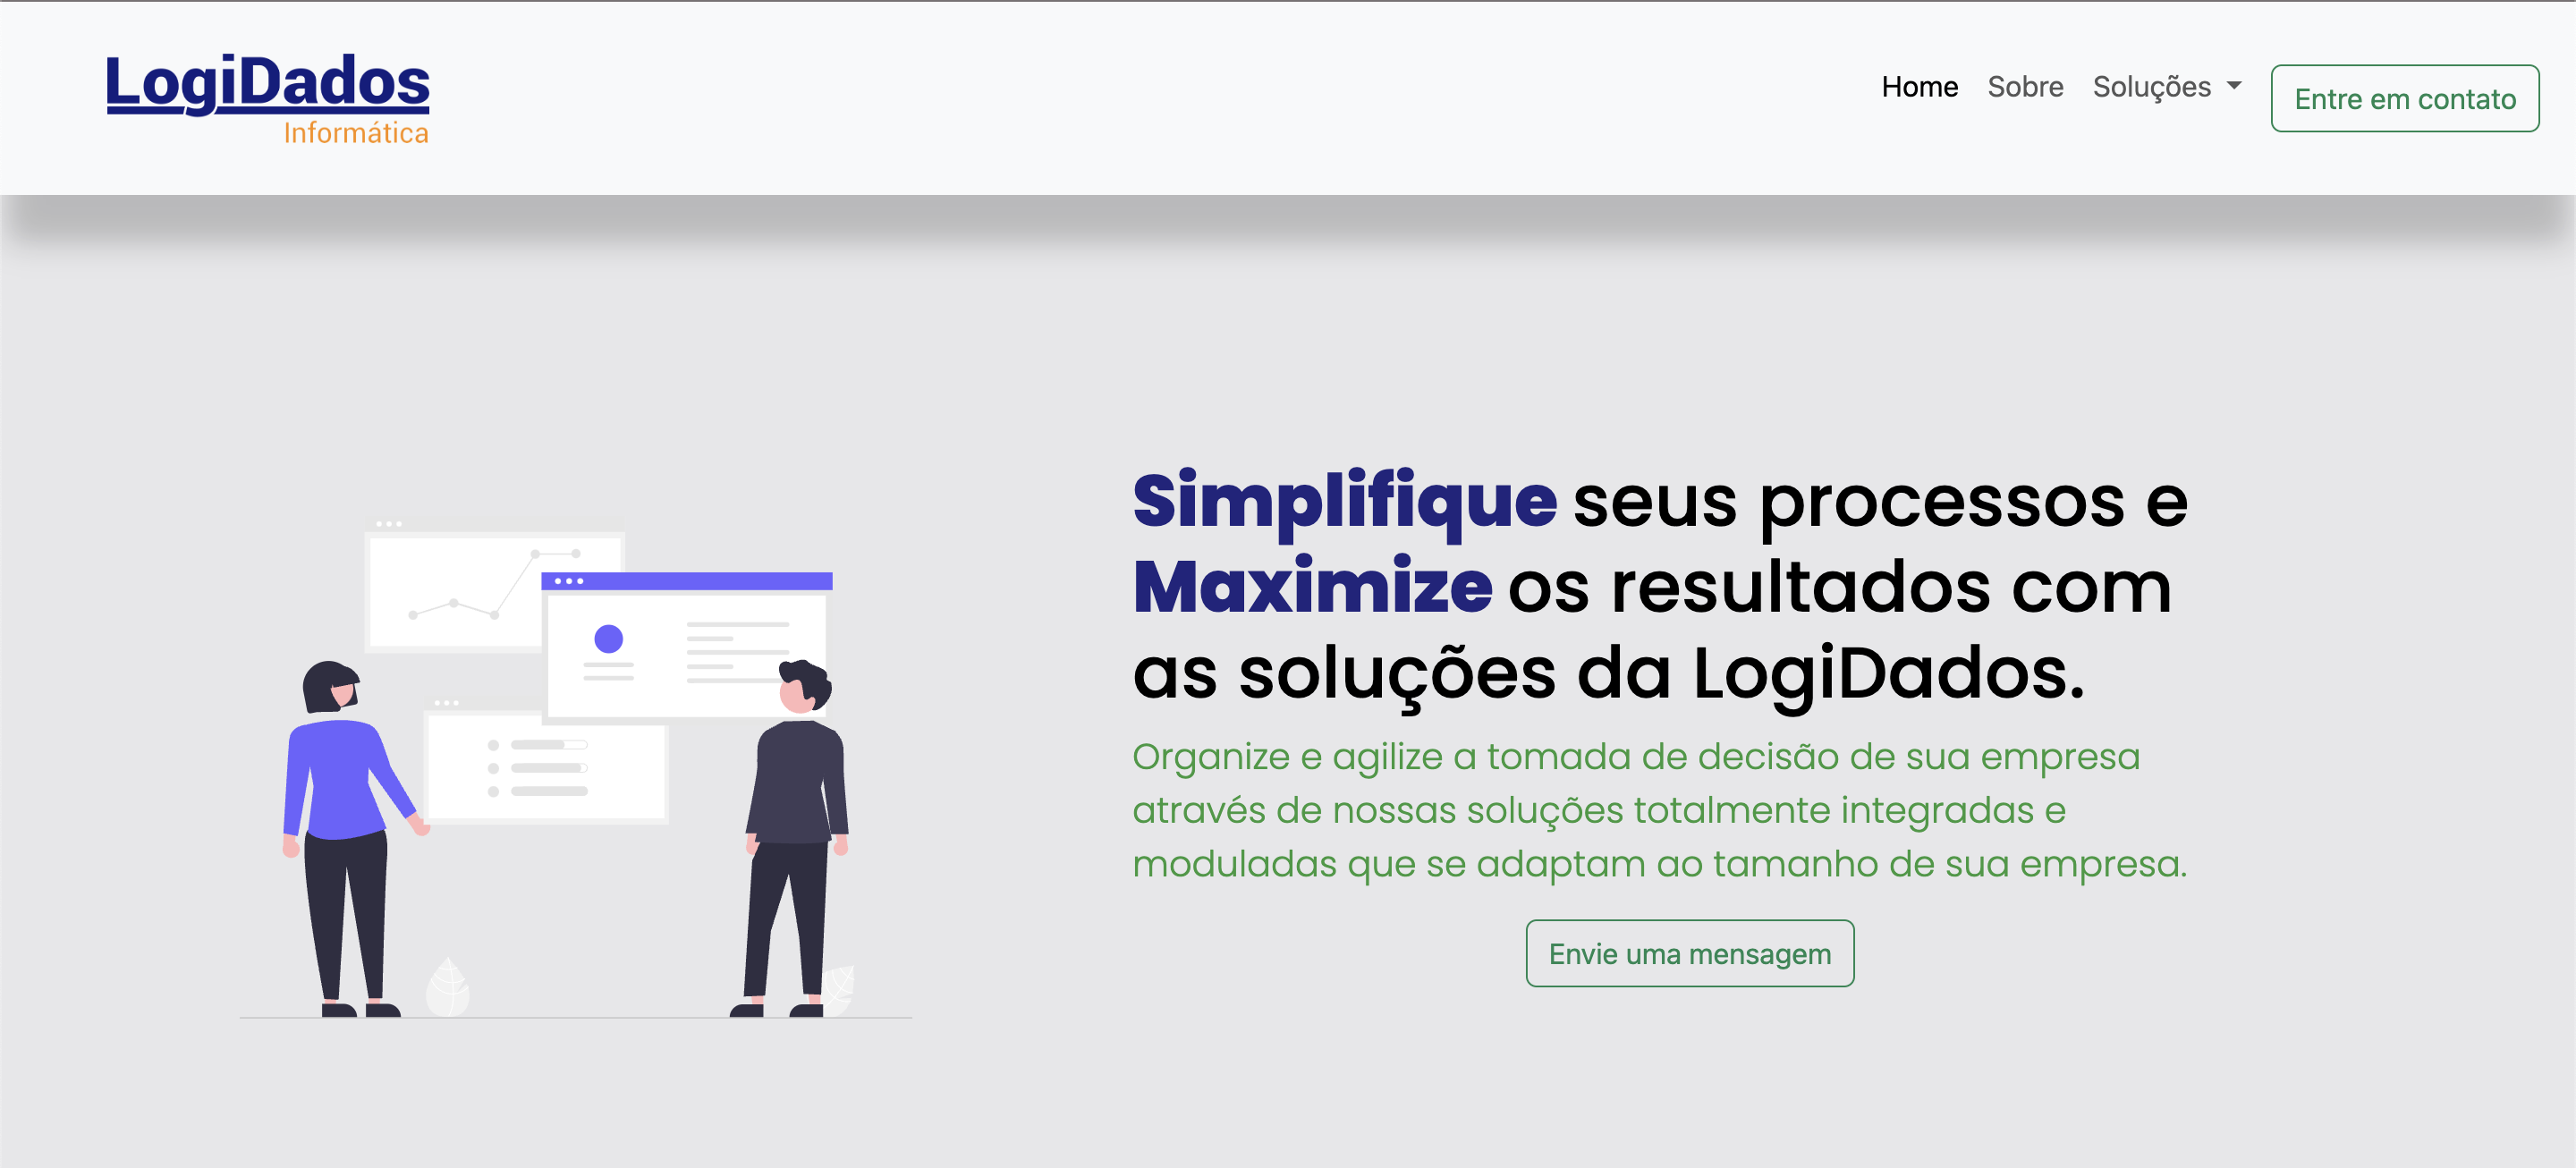 LogiDados
Informática
Home
Sobre
Soluções
Entre em contato
Simplifique seus processos e
Maximize os resultados com
as soluções da LogiDados.
Organize e agilize a tomada de decisão de sua empresa
através de nossas soluções totalmente integradas e
moduladas que se adaptam ao tamanho de sua empresa.
Envie uma mensagem